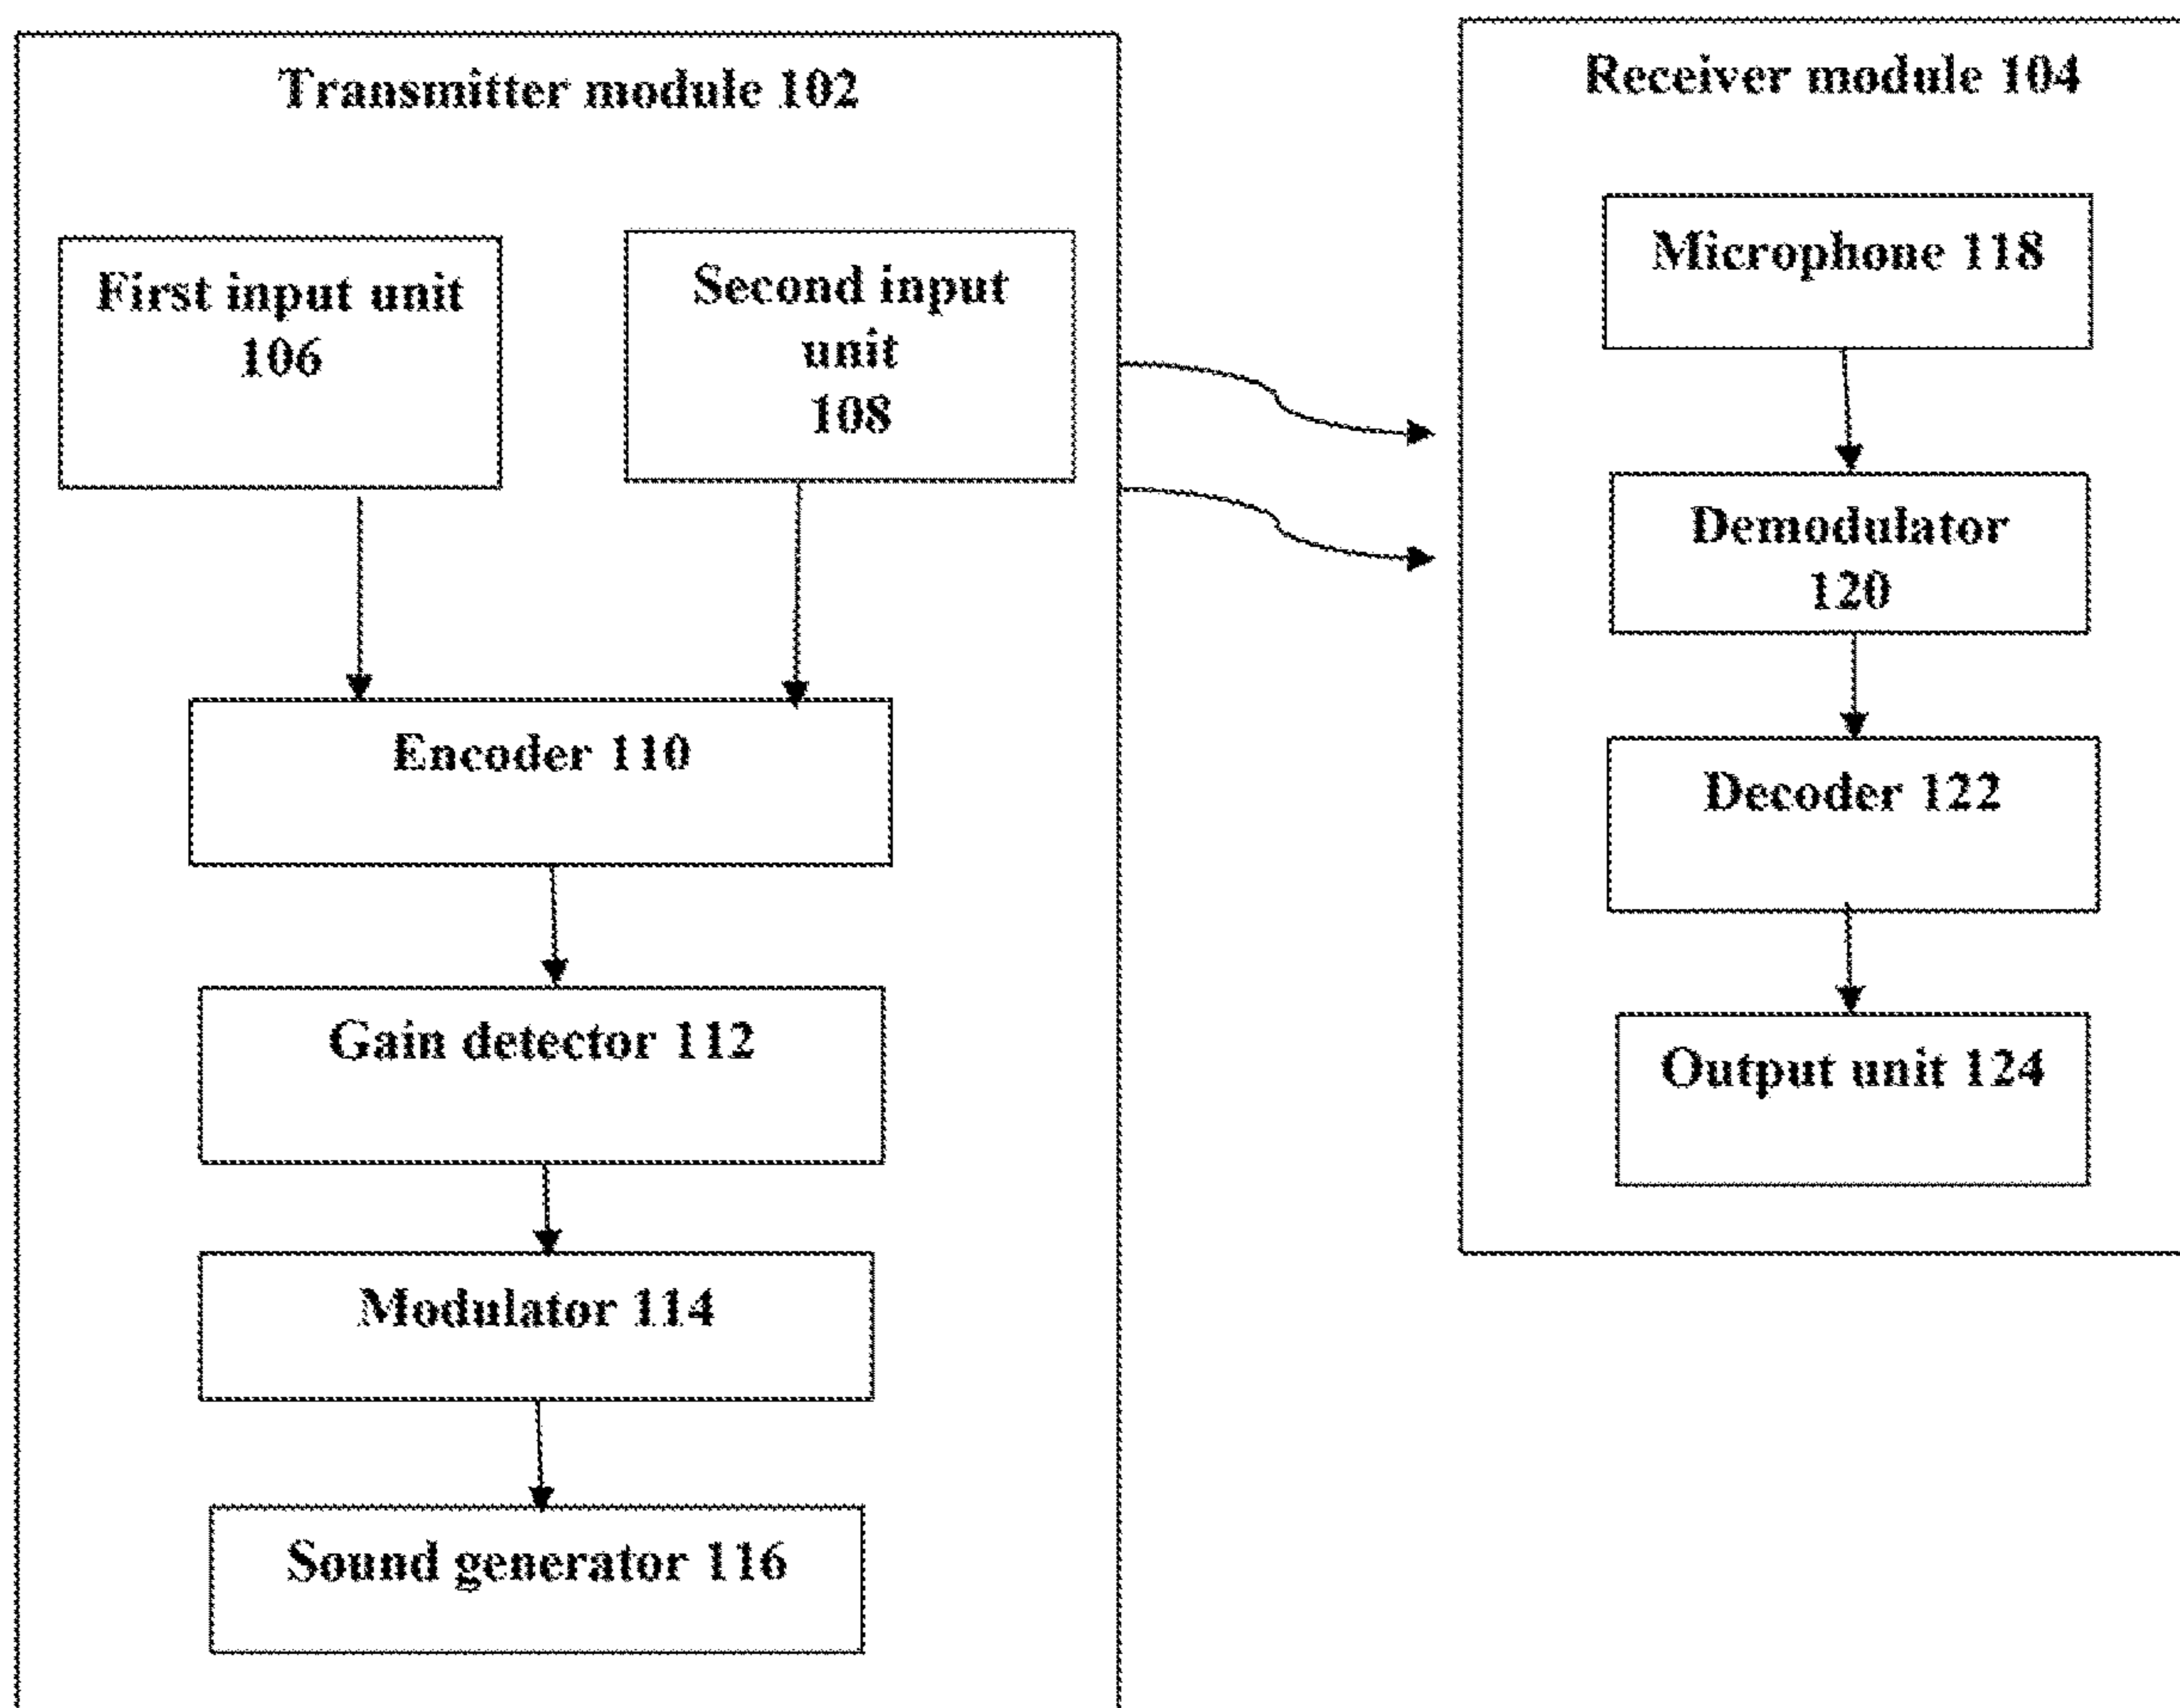 Transmitter module 102
First input unit
106
Second input
unit
108
Encoder 110
Gain detector 112
Modulator 114
Sound generator 116
Receiver module 104
Microphone 118
Demodulator
120
Decoder 122
Output unit 124